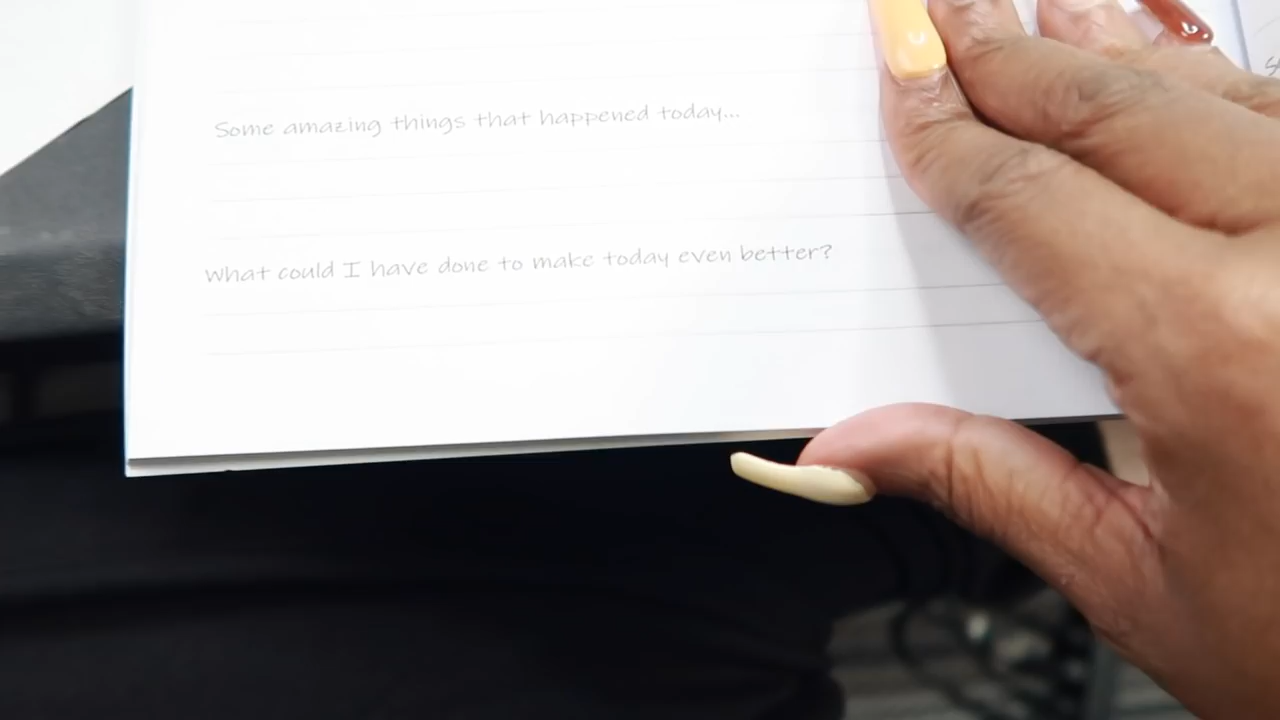 Some amazing things that happened today...
What could I have done to make today even better?